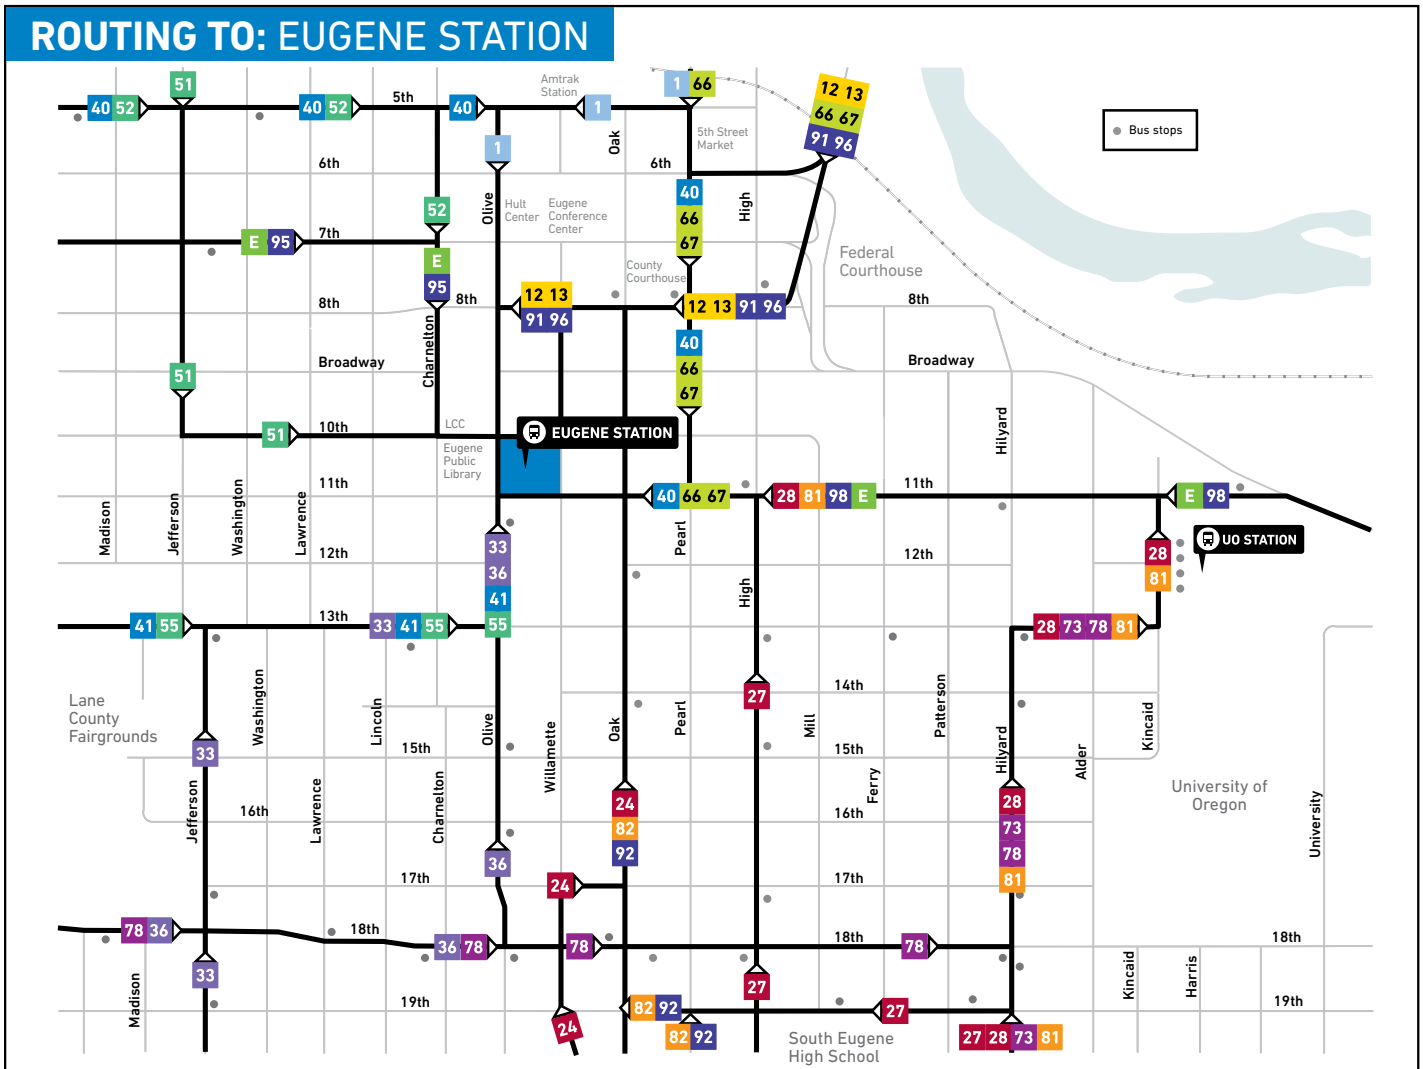 ROUTING TO: EUGENE STATION
Amtrak
Station
51
40 52
40 52
5th
40
1
1 66
12 13
66 67
91 96
Oak
5th Street
Market
Bus stops
1
6th
6th
40
66
67
High
52
Olive
Hult
Center
Eugene
Conference
Center
E 95
7th
E
95
Federal
Courthouse
County
Courthouse
8th
8th
12 13
91 96
12 13 91 96
8th
40
66
67
Broadway
Charnelton
Broadway
51
51
10th
LCC
EUGENE STATION
Hilyard
Eugene
Public
Library
11th
40 66 67
28 81 98 E
11th
E 98
Madison
Jefferson
Washington
Lawrence
12th
33
36
41
55
Pearl
12th
28
81
UO STATION
High
41 55
13th
33 41 55
28 73 78 81
Lane
County
Fairgrounds
Washington
Lincoln
Olive
Willamette
Oak
Pearl
27
14th
Mill
Patterson
Hilyard
Alder
Kincaid
33
15th
15th
Jefferson
16th
Lawrence
Charnelton
24
82
92
16th
Ferry
28
73
78
81
University of
Oregon
University
36
17th
24
17th
78 36
18th
36 78
78
18th
78
18th
33
Madison
19th
24
82 92
82 92
27
27
South Eugene
High School
27 28 73 81
Kincaid
Harris
19th